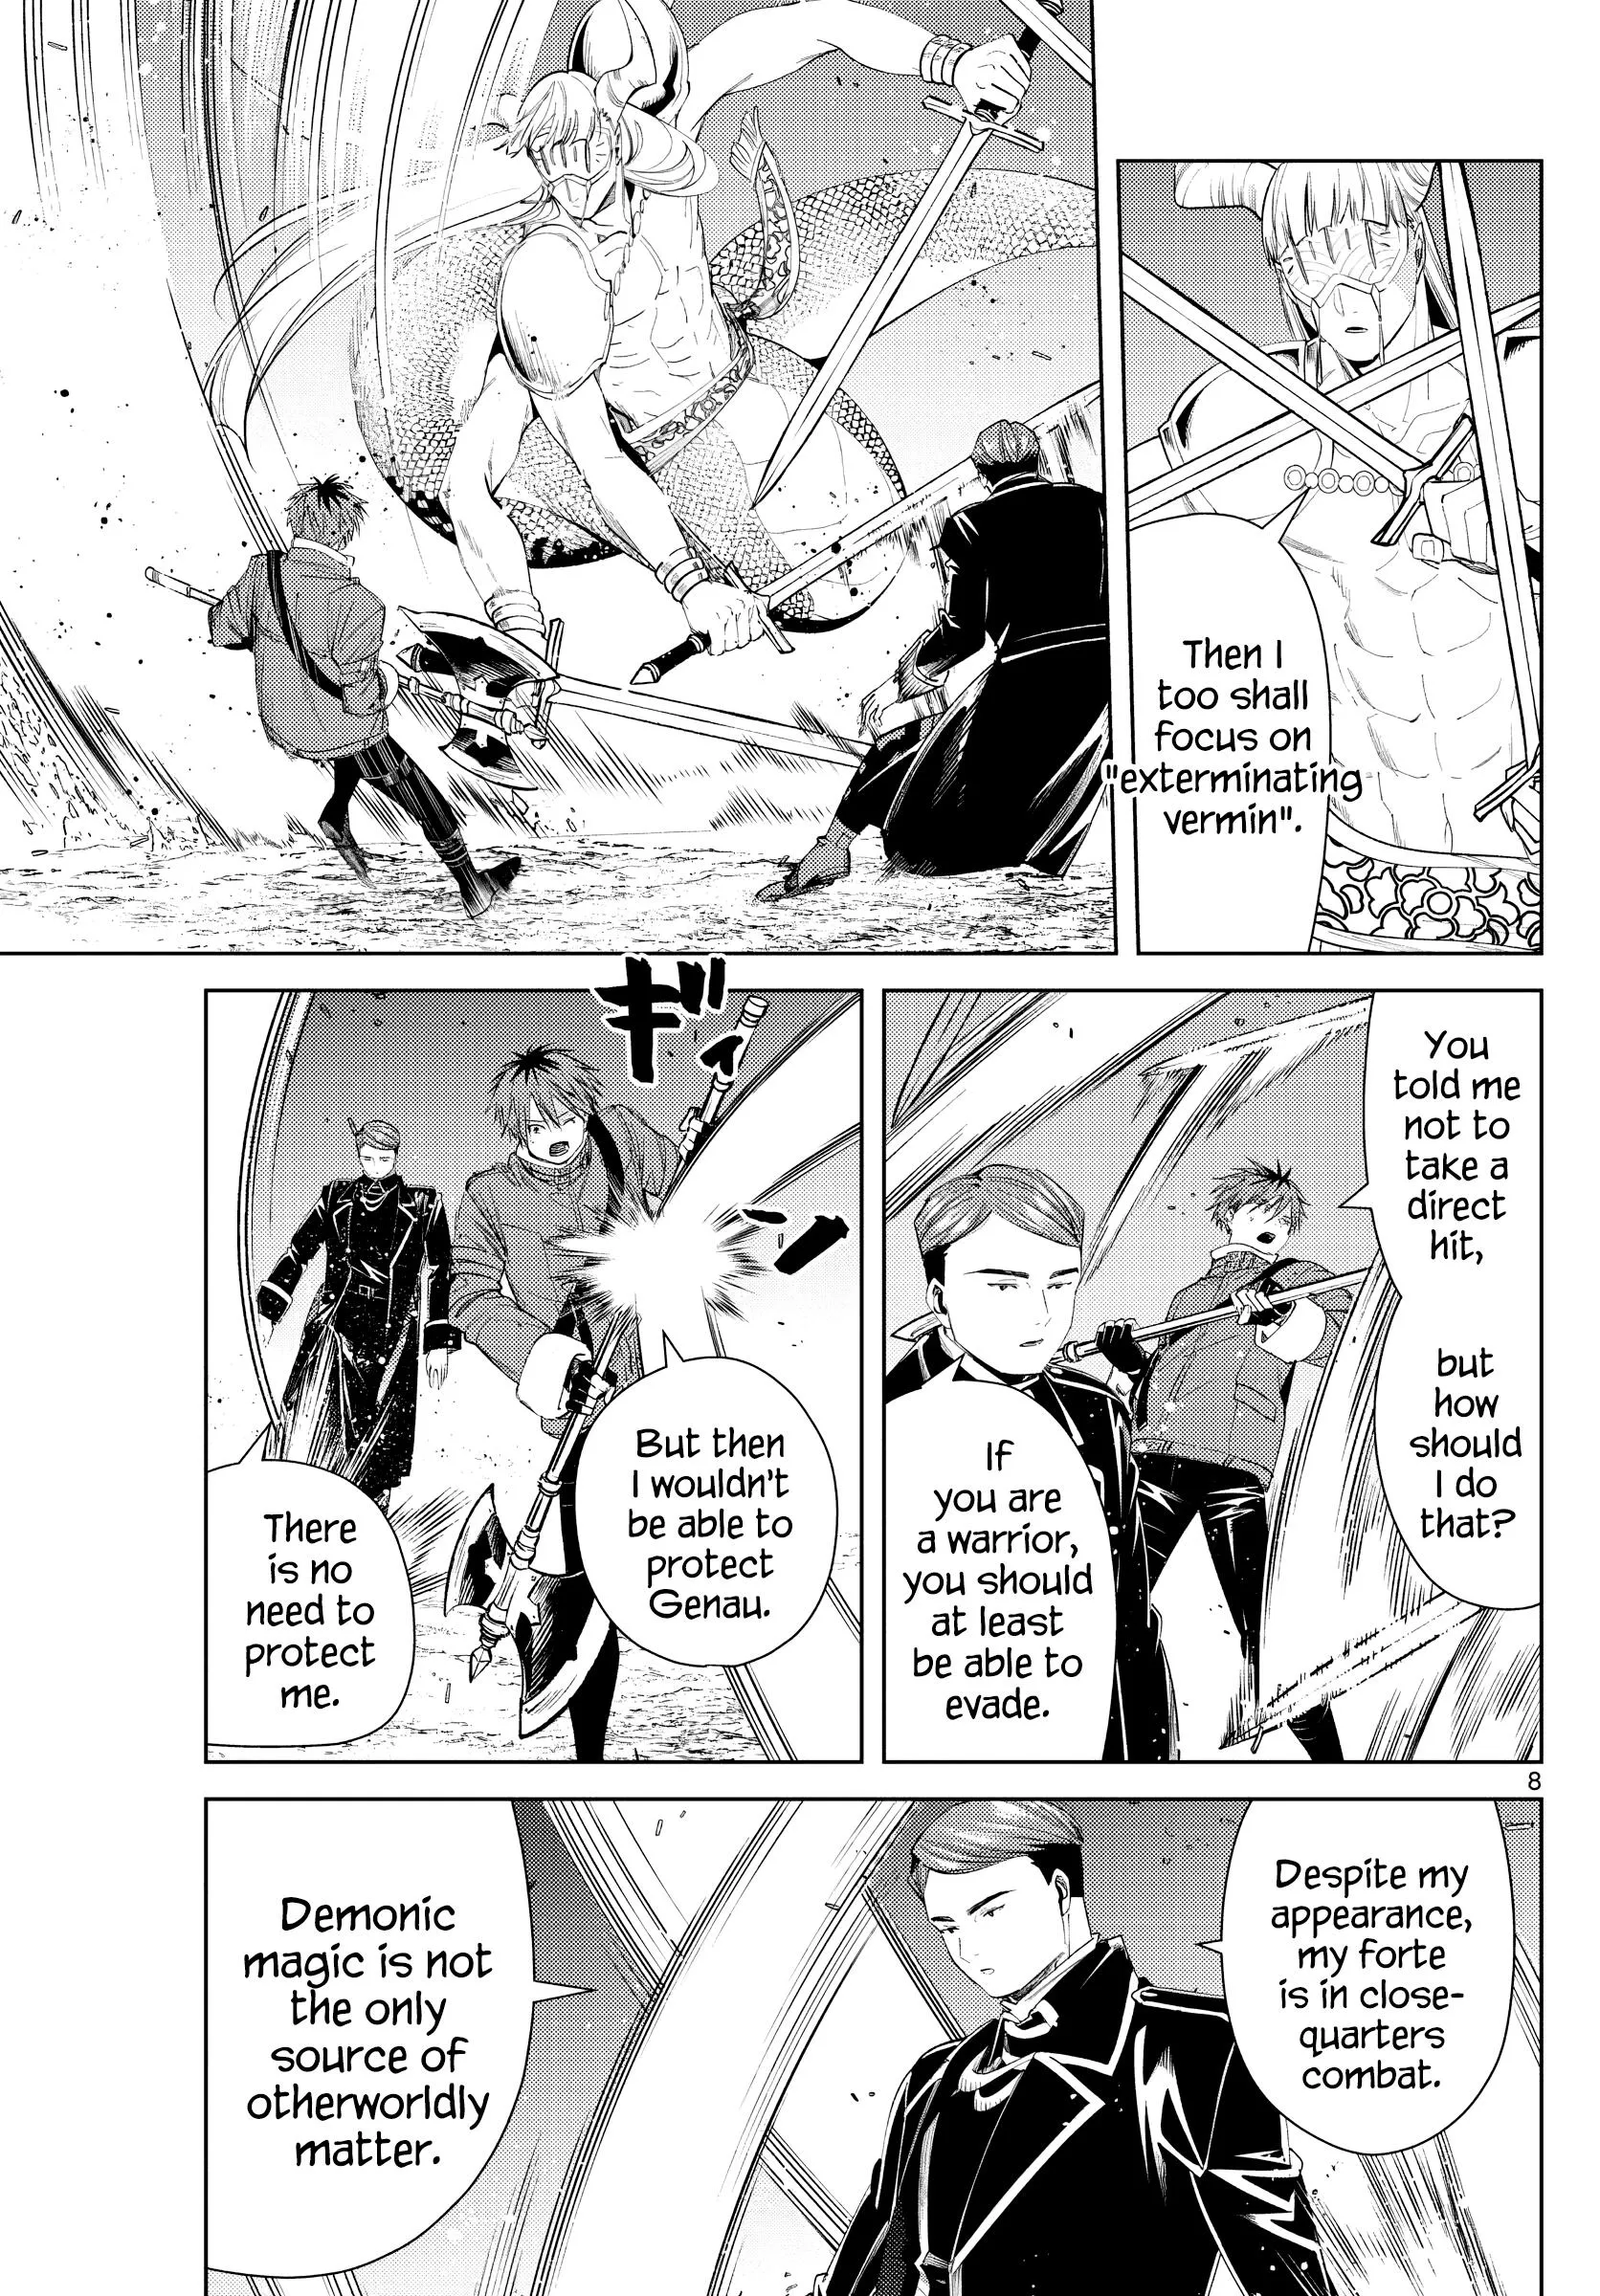 Then I
too shall
focus on
"exterminating
vermin".
You
told me
not to
take a
direct
hit,
but
how
should
I do
that?
If
you are
a warrior,
you should
at least
be able to
evade.
ギィン
But then
I wouldn't
be able to
protect
Genau.
There
is no
need to
protect
me.
8
Despite my
appearance,
my forte
is in close-
quarters
combat.
Demonic
magic is not
the only
source of
otherworldly
matter.